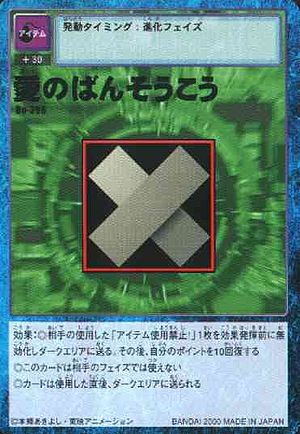 アイテム
+30
発動タイミング：進化フェイズ
愛のばんそうこう
効果：◎相手の使用した「アイテム使用禁止！」1枚を効果発揮前に無
効化しダークエリアに送る。その後、自分のポイントを10回復する
◎このカードは相手のフェイズでは使えない
◎カードは使用した直後、ダークエリアに送られる
©本郷あきよし・東映アニメーション
BANDAI 2000 MADE IN JAPAN